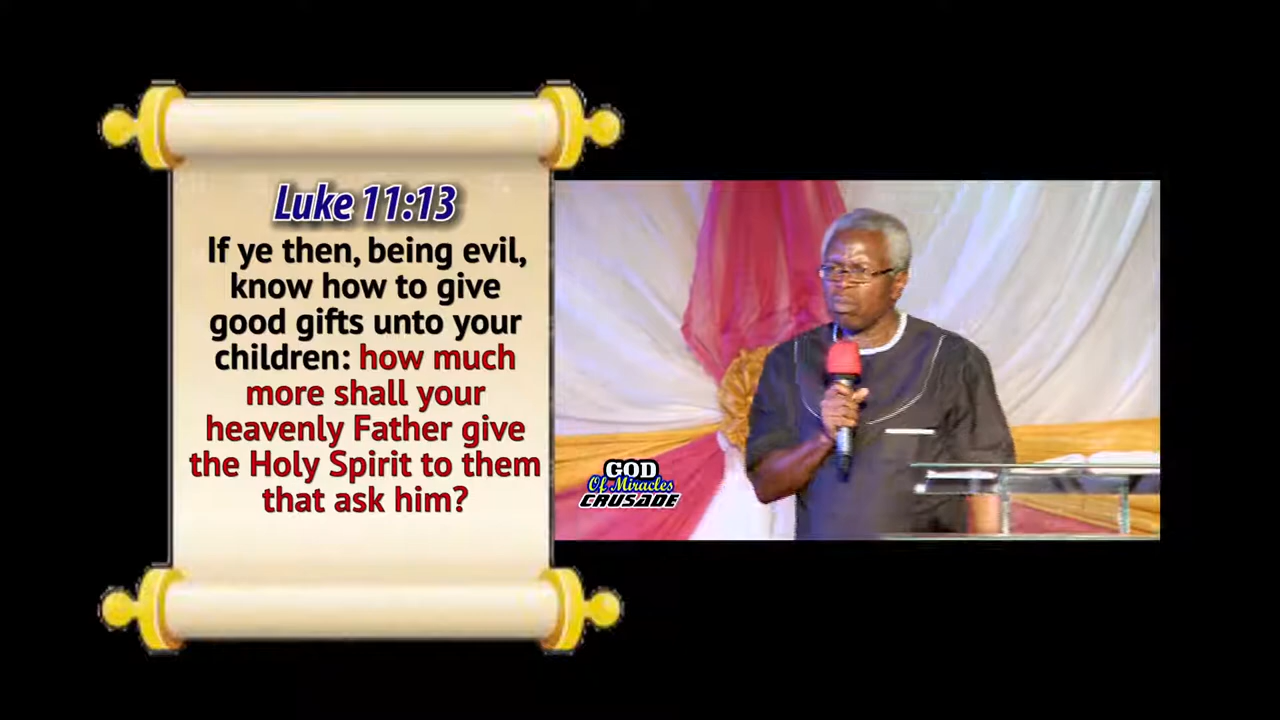 Luke 11:13
If ye then, being evil,
know how to give
good gifts unto your
children: how much
more shall your
heavenly Father give
the Holy Spirit to them
that ask him?
GOD
Of Miracles
CRUSADE